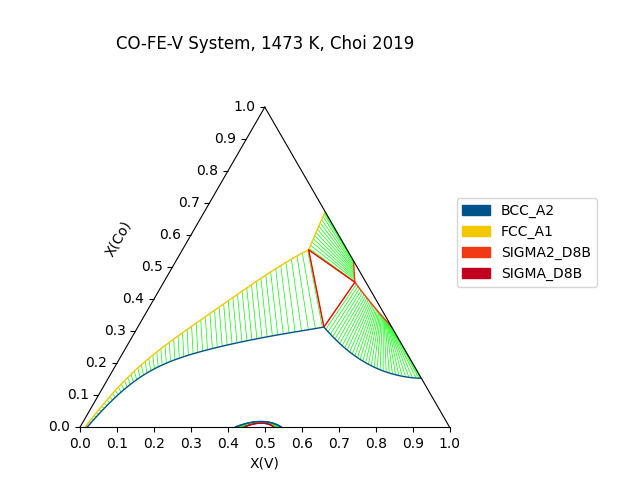 CO-FE-V System, 1473 K, Choi 2019
1.0
0.9
0.8
0.7
0.6
0.5
0.4
0.3
0.2
0.1
0.0
X(Co)
0.0 0.1 0.2 0.3 0.4 0.5 0.6 0.7 0.8 0.9 1.0
X(V)
BCC_A2
FCC_A1
SIGMA2_D8B
SIGMA_D8B